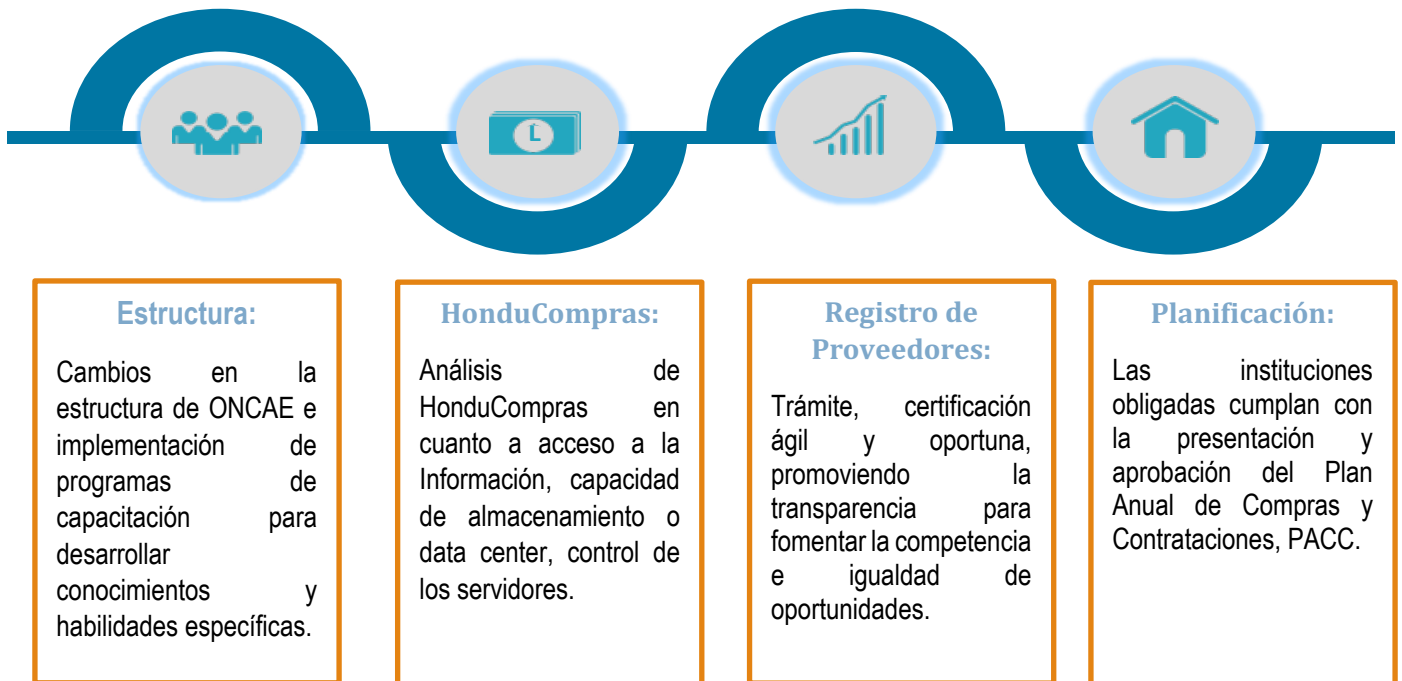 Estructura:
Cambios en la
estructura de ONCAE e
implementación de
programas de
capacitación para
desarrollar
conocimientos y
habilidades específicas.
HonduCompras:
Análisis de
HonduCompras en
cuanto a acceso a la
Información, capacidad
de almacenamiento o
data center, control de
los servidores.
Registro de
Proveedores:
Trámite, certificación
ágil y oportuna,
promoviendo la
transparencia para
fomentar la competencia
e igualdad de
oportunidades.
Planificación:
Las instituciones
obligadas cumplan con
la presentación y
aprobación del Plan
Anual de Compras y
Contrataciones, PACC.